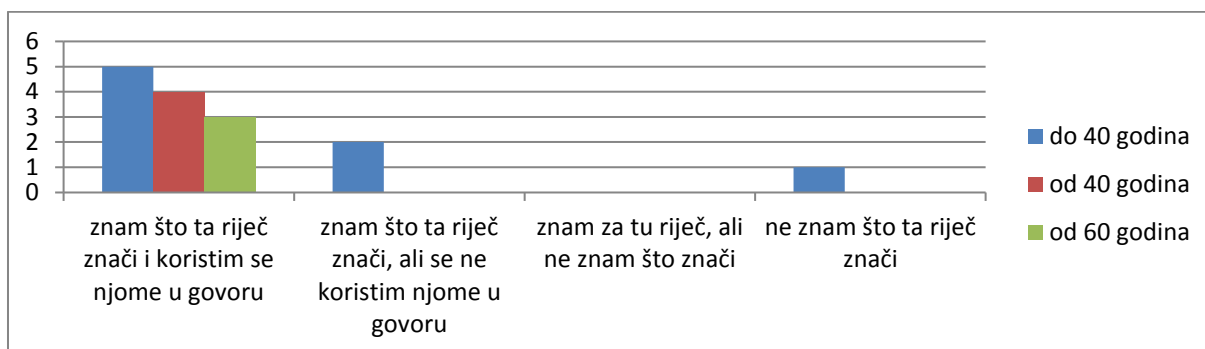 6
5
4
3
2
1
0
znam što ta riječ
znači i koristim se
njome u govoru
znam što ta riječ
znači, ali se ne
koristim njome u
govoru
znam za tu riječ, ali
ne znam što znači
ne znam što ta riječ
znači
do 40 godina
od 40 godina
od 60 godina